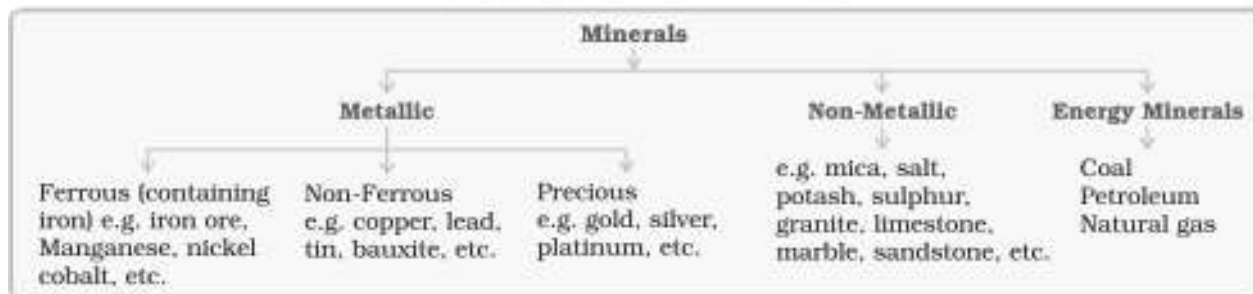 Minerals
Metallic
Non-Metallic
Energy Minerals
Ferrous (containing
iron) e.g. iron ore,
Manganese, nickel
cobalt, etc.
Non-Ferrous
e.g. copper, lead,
tin, bauxite, etc.
Precious
e.g. gold, silver,
platinum, etc.
e.g. mica, salt,
potash, sulphur,
granite, limestone,
marble, sandstone, etc.
Coal
Petroleum
Natural gas